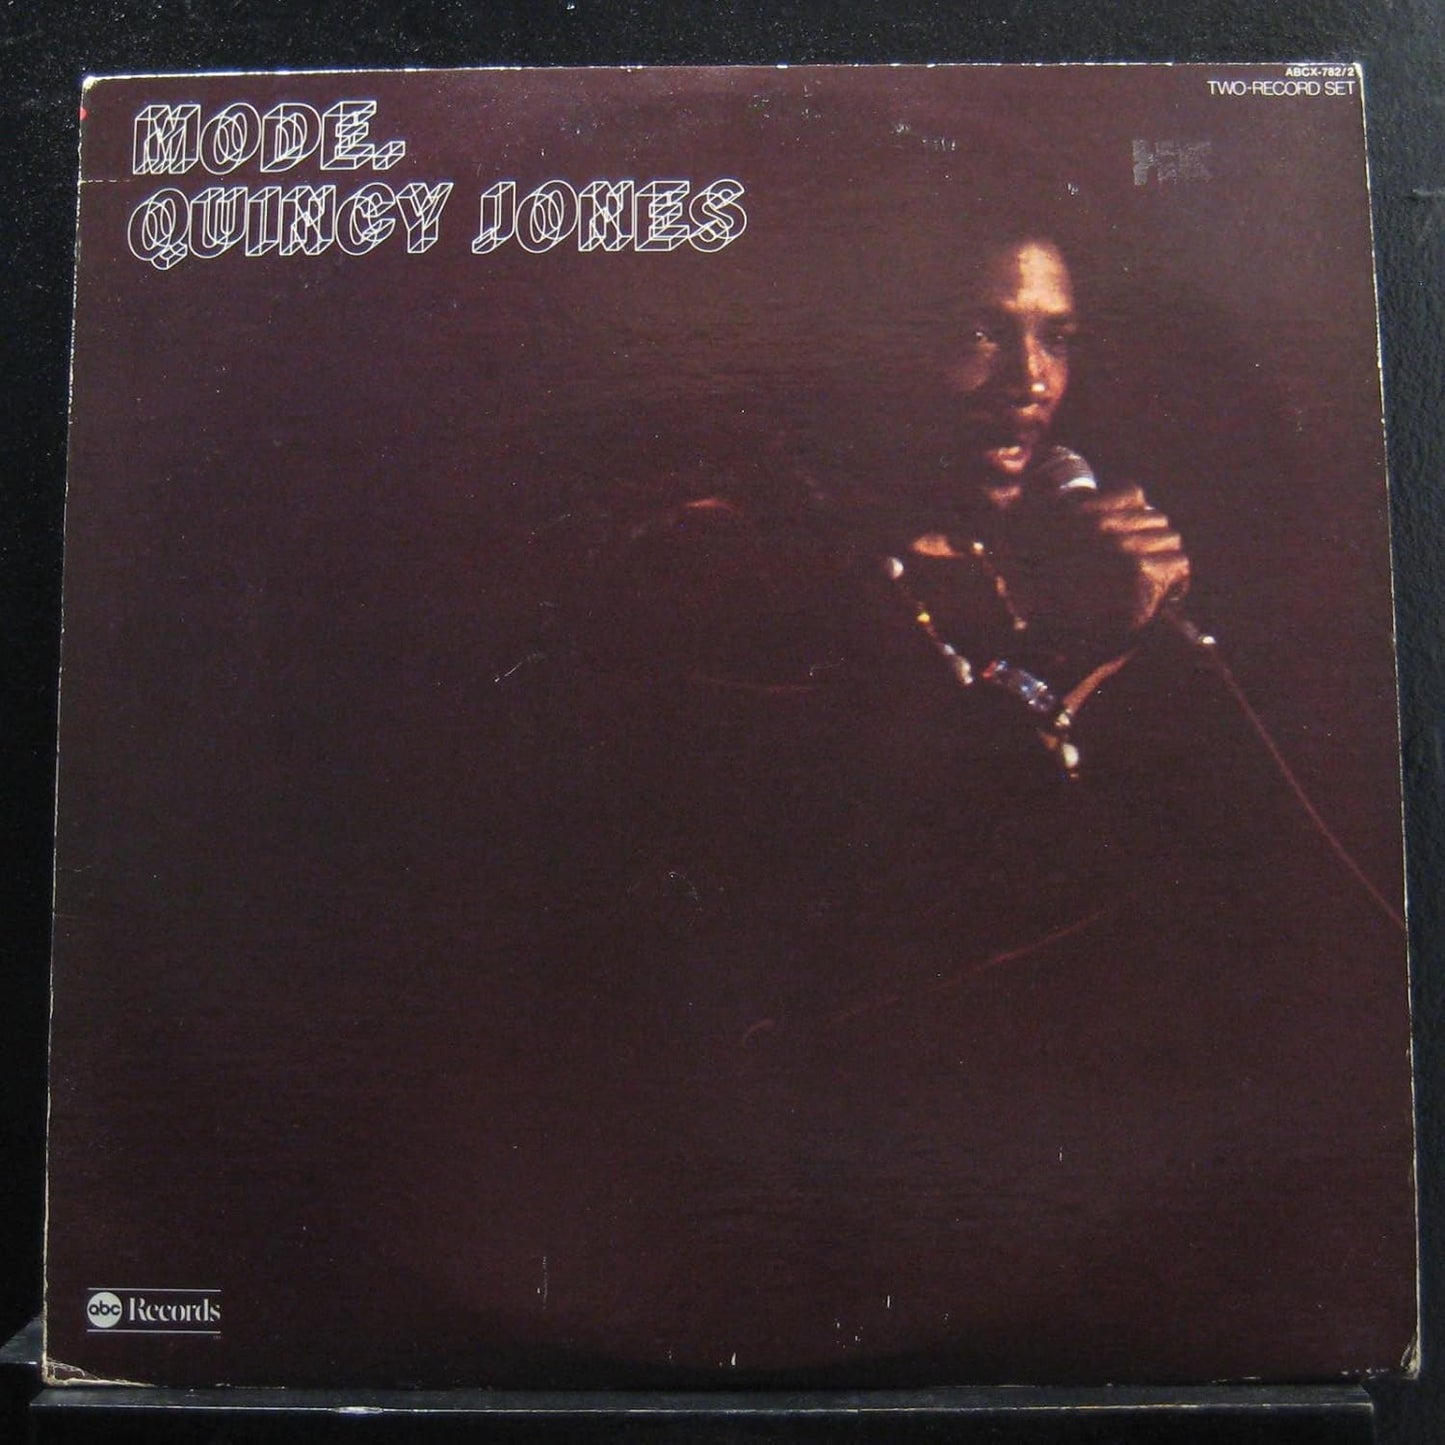 ABCX-782/2
TWO-RECORD SET
MODE,
QUINCY JONES
abc Records